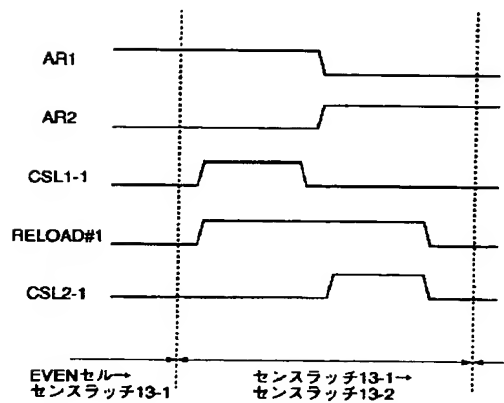 AR1
AR2
CSL1-1
RELOAD#1
CSL2-1
EVENセル→
センスラッチ13-1
センスラッチ13-1→
センスラッチ13-2